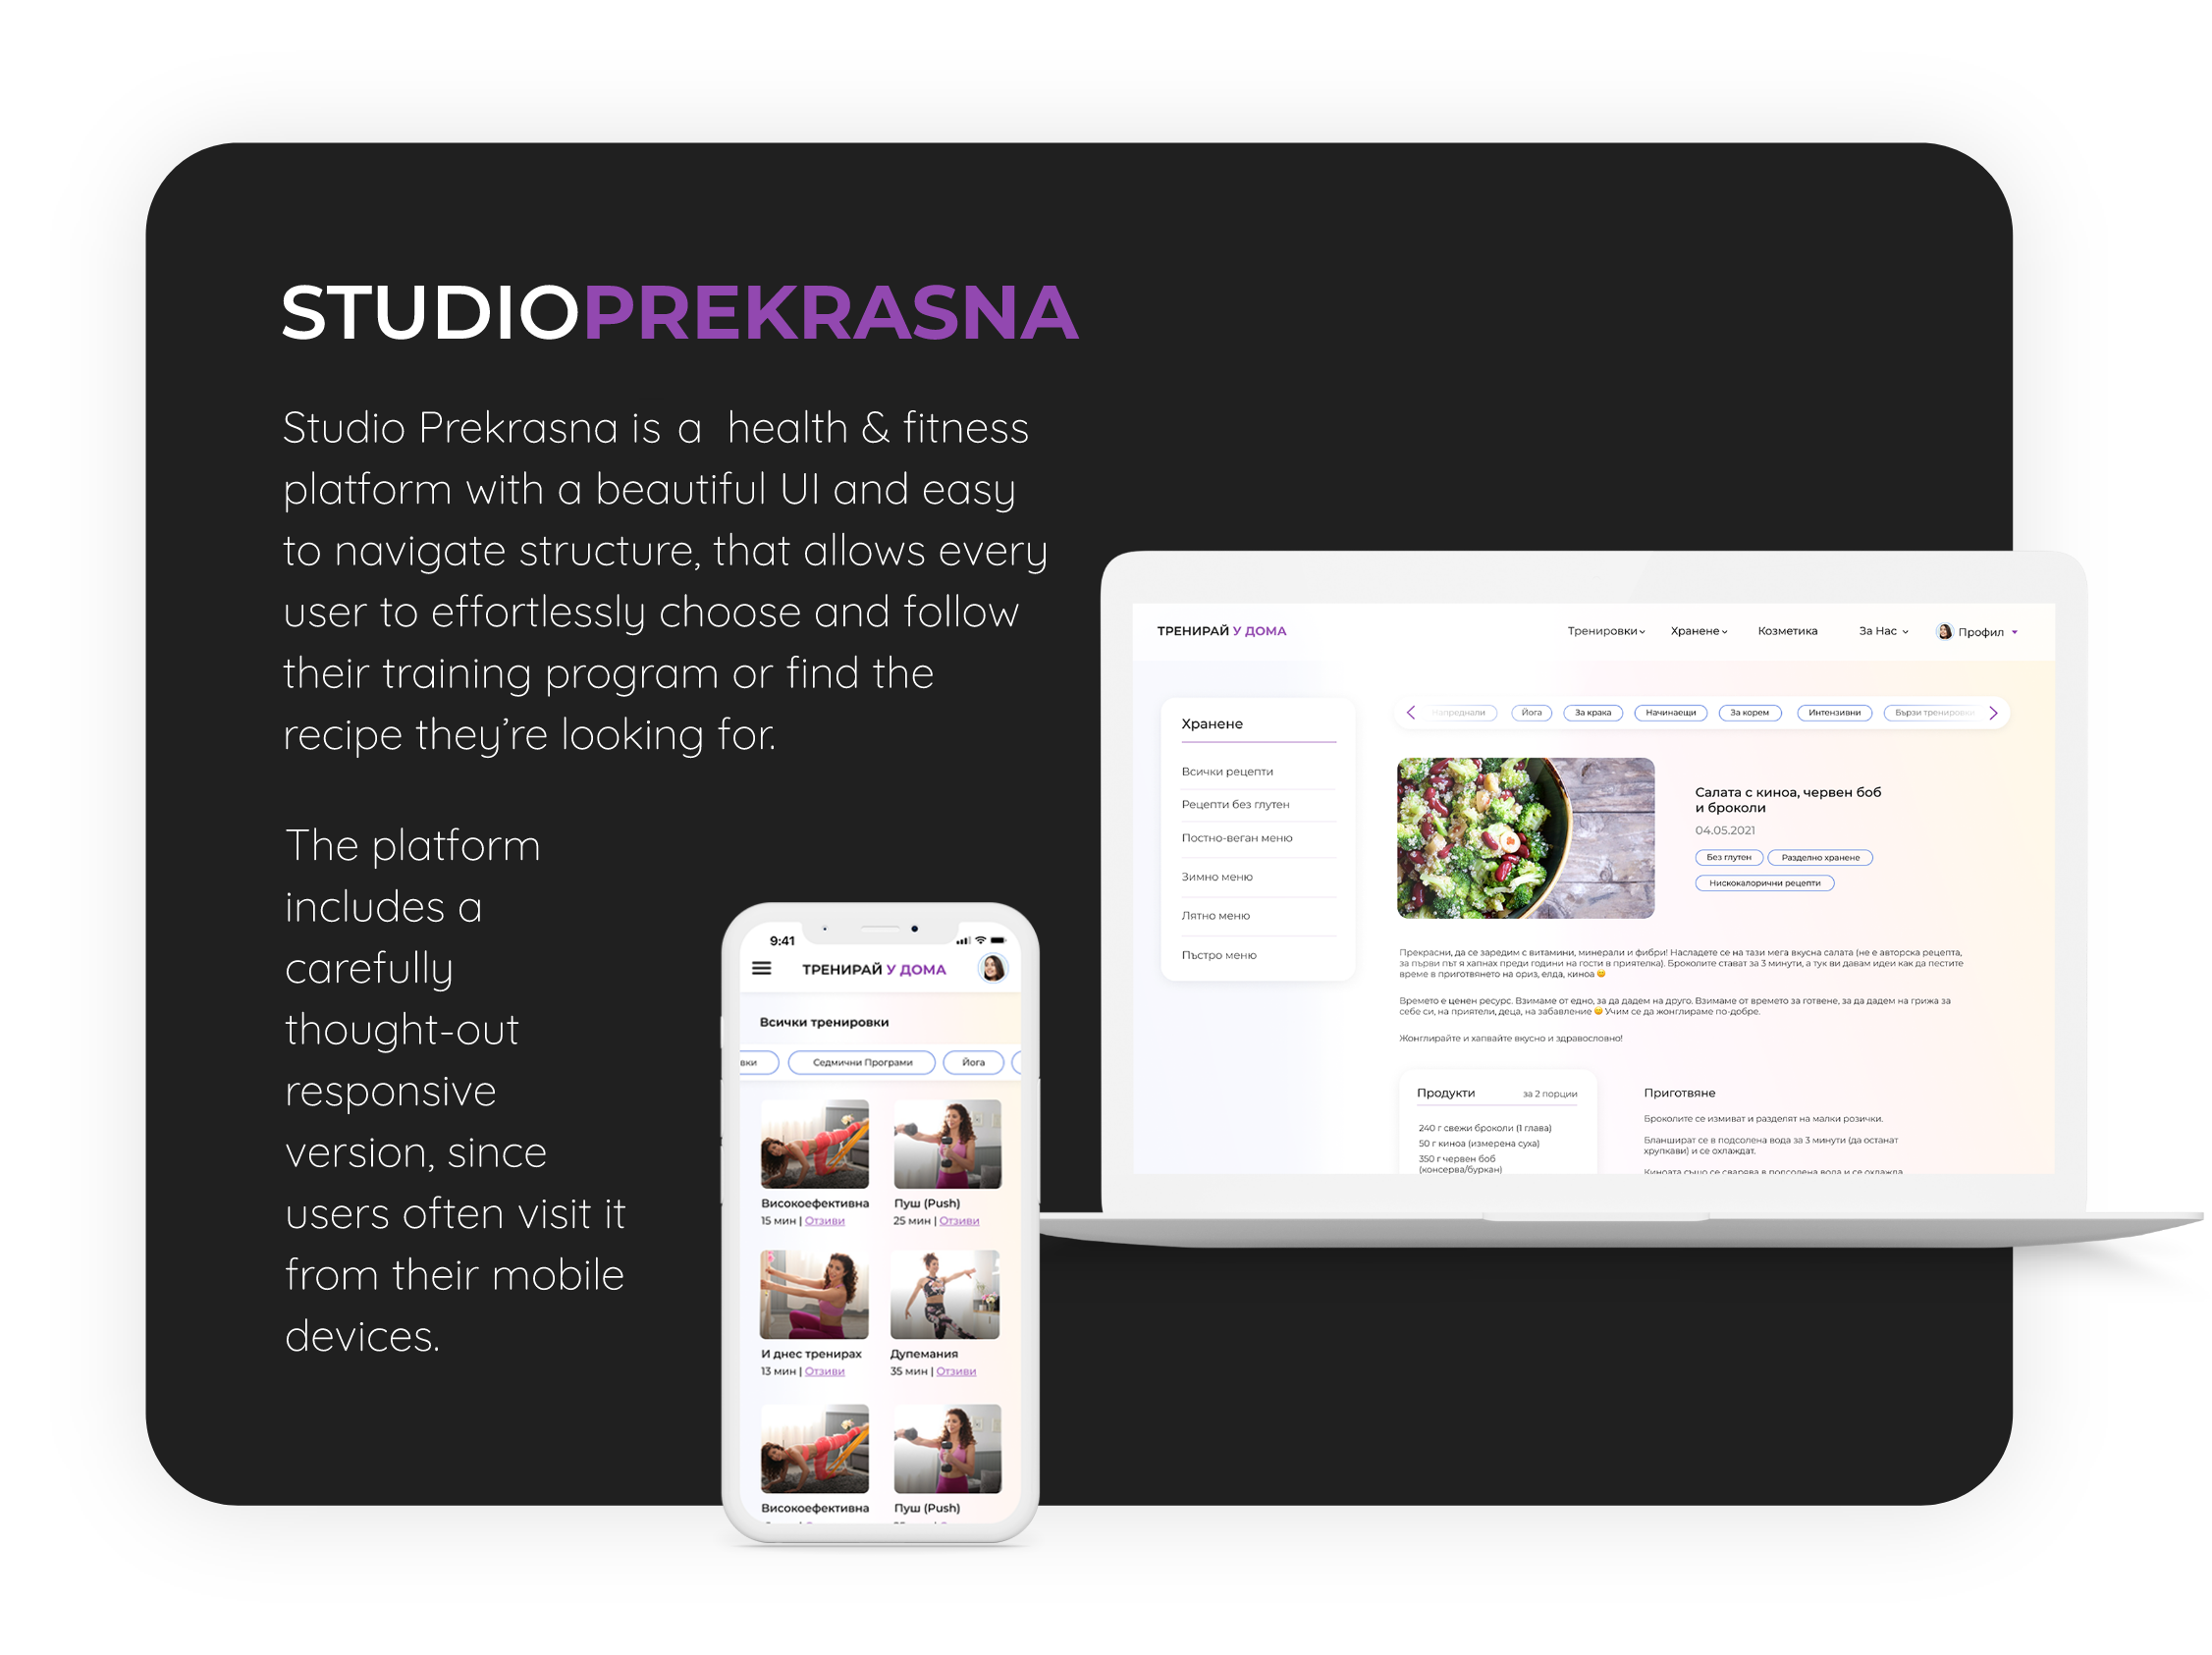 STUDIOPREKRASNA
Studio Prekrasna is a health & fitness
platform with a beautiful UI and easy
to navigate structure, that allows every
user to effortlessly choose and follow
their training program or find the
recipe they’re looking for.
The platform
includes a
carefully
thought-out
responsive
version, since
users often visit it
from their mobile
devices.
9:41
ТРЕНИРАЙ У ДОМА
Всички тренировки
вки
Седмични Програми
Йога
Високоефективна
15 мин | Отзиви
Пуш (Push)
25 мин | Отзиви
И днес тренирах
13 мин | Отзиви
Дупемания
35 мин | Отзиви
Високоефективна
Пуш (Push)
ТРЕНИРАЙ У ДОМА
Тренировки
Хранене
Козметика
За Нас
Профил
Хранене
Всички рецепти
Рецепти без глутен
Постно-веган меню
Зимно меню
Лятно меню
Пъстро меню
Напреднали
Йога
За крака
Начинаещи
За корем
Интензивни
Бързи тренировки
Салата с киноа, червен боб
и броколи
04.05.2021
Без глутен
Разделно хранене
Нискокалорични рецепти
Прекрасни, да се заредим с витамини, минерали и фибри! Насладете се на тази мега вкусна салата (не е авторска рецепта,
за първи път я хапнах преди години на гости в приятелка). Броколите стават за 3 минути, а тук ви давам идеи как да пестите
време в приготвянето на ориз, елда, киноа 😄
Времето е ценен ресурс. Взимаме от едно, за да дадем на друго. Взимаме от времето за готвене, за да дадем на грижа за
себе си, на приятели, деца, на забавление 😄 Учим се да жонглираме по-добре.
Жонглирайте и хапвайте вкусно и здравословно!
Продукти
за 2 порции
240 г свежи броколи (1 глава)
50 г киноа (измерена суха)
350 г червен боб
(консерва/буркан)
Приготвяне
Броколите се измиват и разделят на малки розички.
Бланшират се в подсолена вода за 3 минути (да останат
хрупкави) и се охлаждат.
Киноата също се сварява в подсолена вода и се охлажда